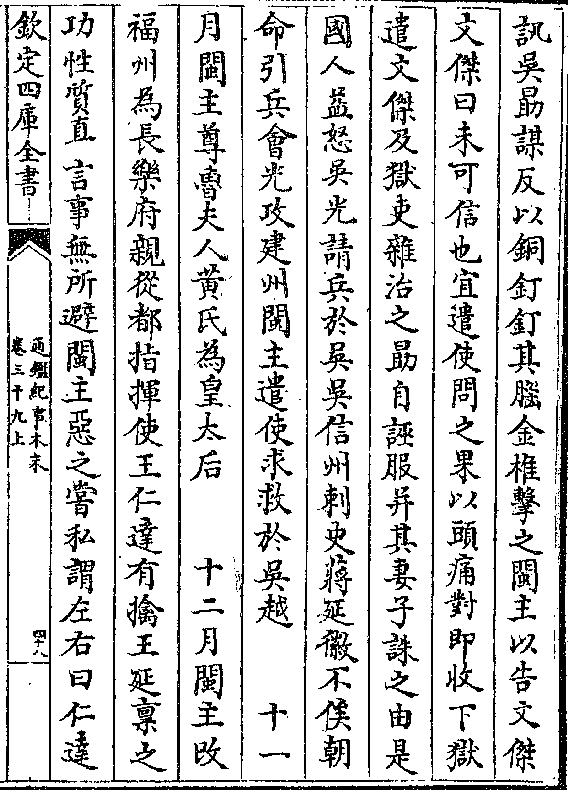 訊吳勗謀反以銅釘釘其腦金椎擊之閩主以告文傑
文傑曰未可信也宜遣使問之果以頭痛對即收下獄
遣文傑及獄吏雜治之勗自誣服并其妻子誅之由是
國人益怒吳光請兵於吳吳信州刺史蔣延徽不俟朝
命引兵會光攻建州閩主遣使求救於吳越　　十一
月閩主尊魯夫人黃氏為皇太后　　十二月閩主改
福州為長樂府親從都指揮使王仁達有擒王延稟之
功性質直言事無所避閩主惡之嘗私謂左右曰仁達
欽定四庫全書
通鑑紀事本末
卷三十九上
四十八